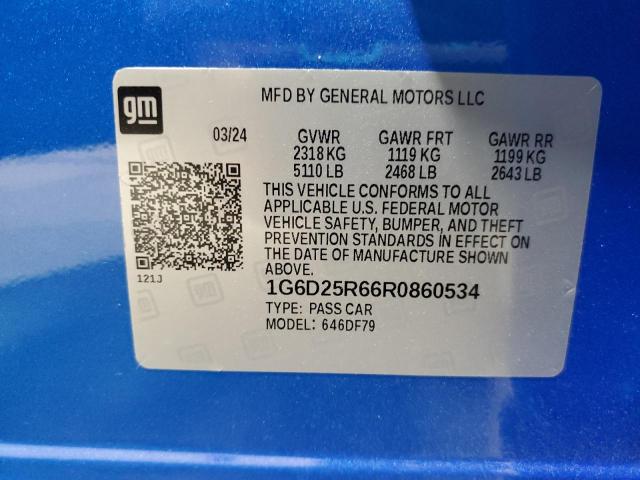 gm
MFD BY GENERAL MOTORS LLC
03/24 GVWR GAWR FRT GAWR RR
2318 KG 1119 KG 1199 KG
5110 LB 2468 LB 2643 LB
THIS VEHICLE CONFORMS TO ALL
APPLICABLE U.S. FEDERAL MOTOR
VEHICLE SAFETY, BUMPER, AND THEFT
PREVENTION STANDARDS IN EFFECT ON
THE DATE OF MANUFACTURE SHOWN
ABOVE.
121J
1G6D25R66R0860534
TYPE: PASS CAR
MODEL: 646DF79